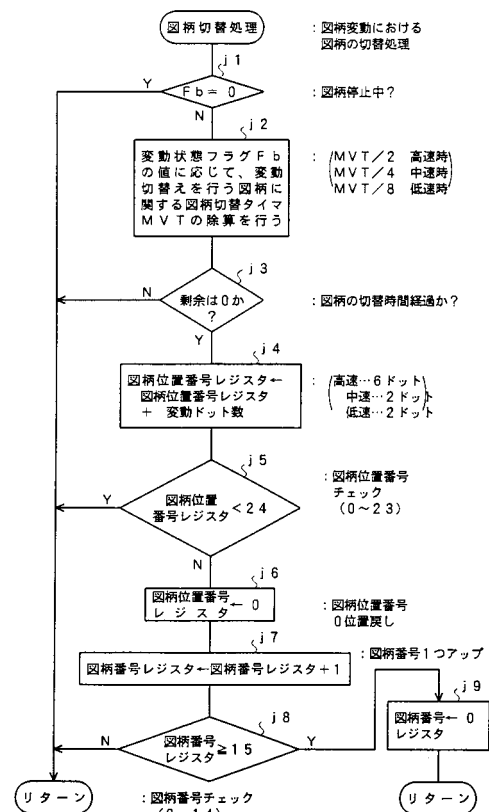 図柄切替処理
：図柄変動における
図柄の切替処理
j1
Y
Fb＝0
：図柄停止中？
N
j2
変動状態フラグFb
の値に応じて、変動
切替えを行う図柄に
関する図柄切替タイマ
MVTの除算を行う
：(MVT／2 高速時
MVT／4 中速時
MVT／8 低速時)
j3
N
剰余は0か
？
：図柄の切替時間経過か？
Y
j4
図柄位置番号レジスタ←
図柄位置番号レジスタ
＋ 変動ドット数
：(高速…6ドット
中速…2ドット
低速…2ドット)
j5
Y
図柄位置
番号レジスタ＜24
：図柄位置番号
チェック
（0～23）
N
j6
図柄位置番号
レジスタ ← 0
：図柄位置番号
0位置戻し
j7
図柄番号レジスタ←図柄番号レジスタ＋1
：図柄番号1つアップ
j8
N
図柄番号
レジスタ≧15
Y
j9
図柄番号← 0
レジスタ
リターン
：図柄番号チェック
リターン